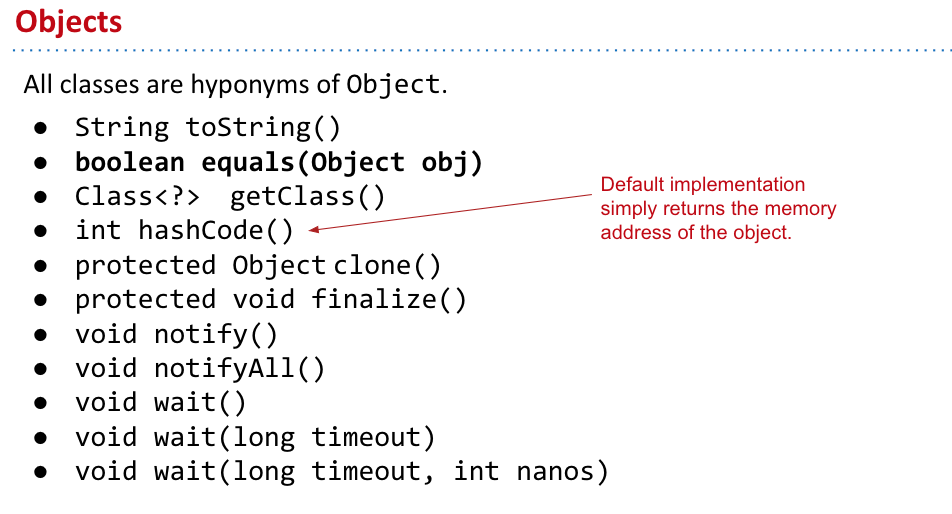 Objects
All classes are hyponyms of Object.
● String toString()
● boolean equals(Object obj)
● Class<?> getClass()
● int hashCode()
Default implementation
simply returns the memory
address of the object.
● protected Object clone()
● protected void finalize()
● void notify()
● void notifyAll()
● void wait()
● void wait(long timeout)
● void wait(long timeout, int nanos)